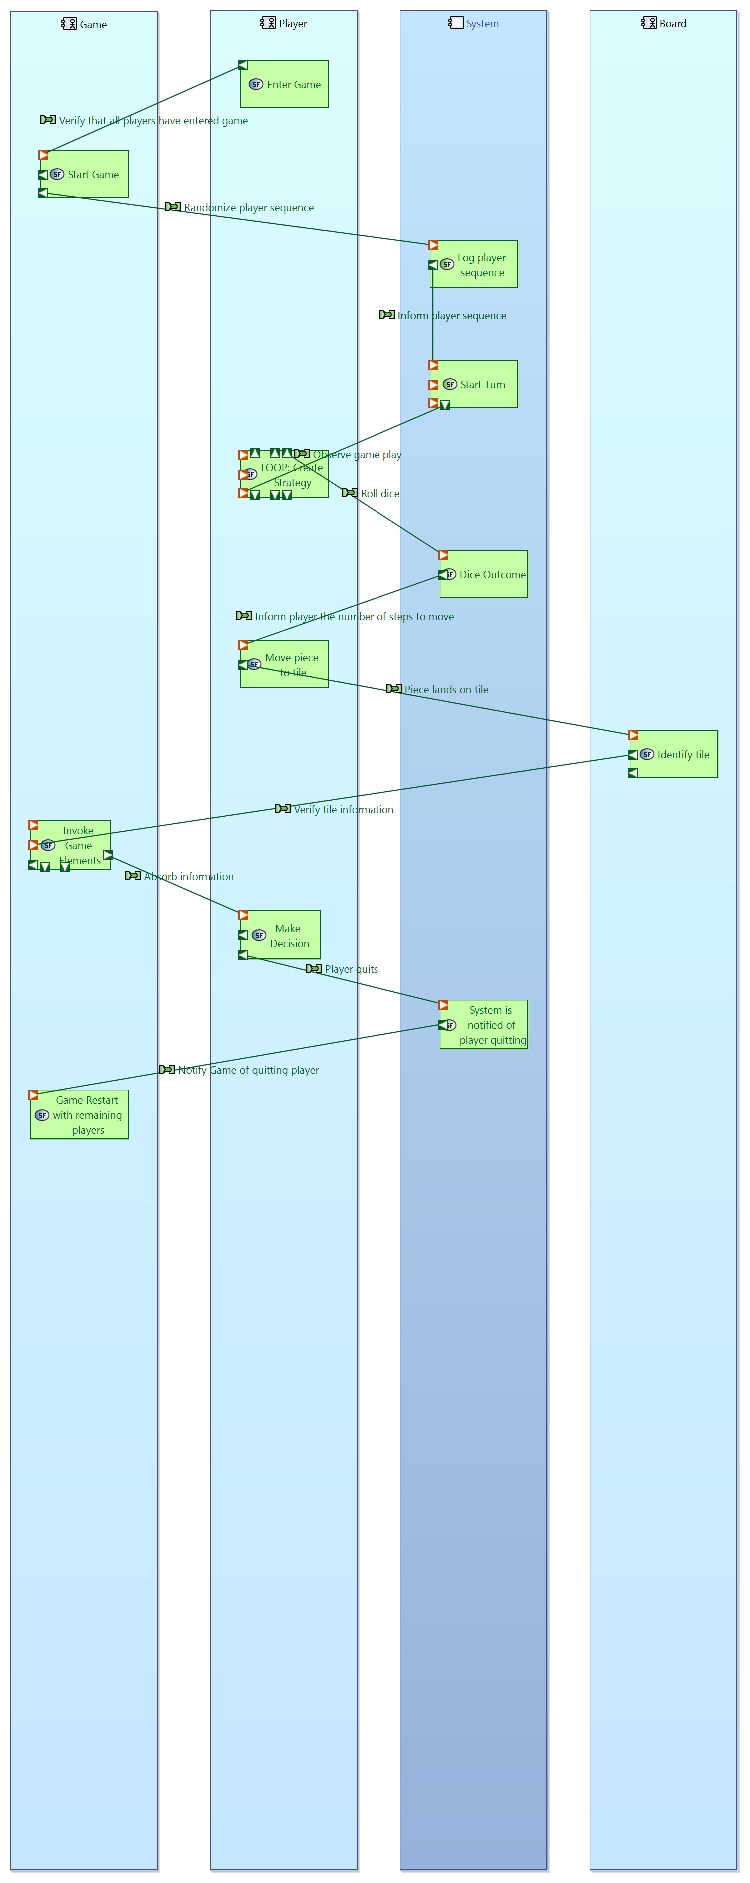 Game
Player
System
Board
SF Enter Game
Verify that all players have entered game
SF Start Game
Randomize player sequence
SF Log player
sequence
Inform player sequence
SF Start Turn
Observe game play
SF LOOP: Create
Strategy
Roll dice
SF Dice Outcome
Inform player the number of steps to move
SF Move piece
to tile
Piece lands on tile
SF Identify tile
Verify tile information
SF Invoke
Game
Elements
Absorb information
SF Make
Decision
Player quits
SF System is
notified of
player quitting
Notify Game of quitting player
SF Game Restart
with remaining
players